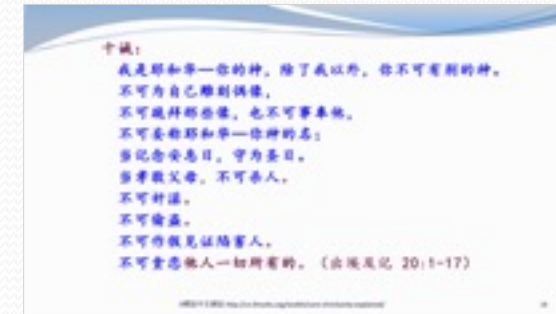 十诫：
我是耶和华—你的神，除了我以外，你不可有别的神。
不可为自己雕刻偶像，
不可跪拜那些像，也不可事奉他。
不可妄称耶和华—你神的名；
当记念安息日，守为圣日。
当孝敬父母，不可杀人。
不可奸淫。
不可偷盗。
不可作假见证陷害人。
不可贪恋他人一切所有的。（出埃及记 20:1-17）